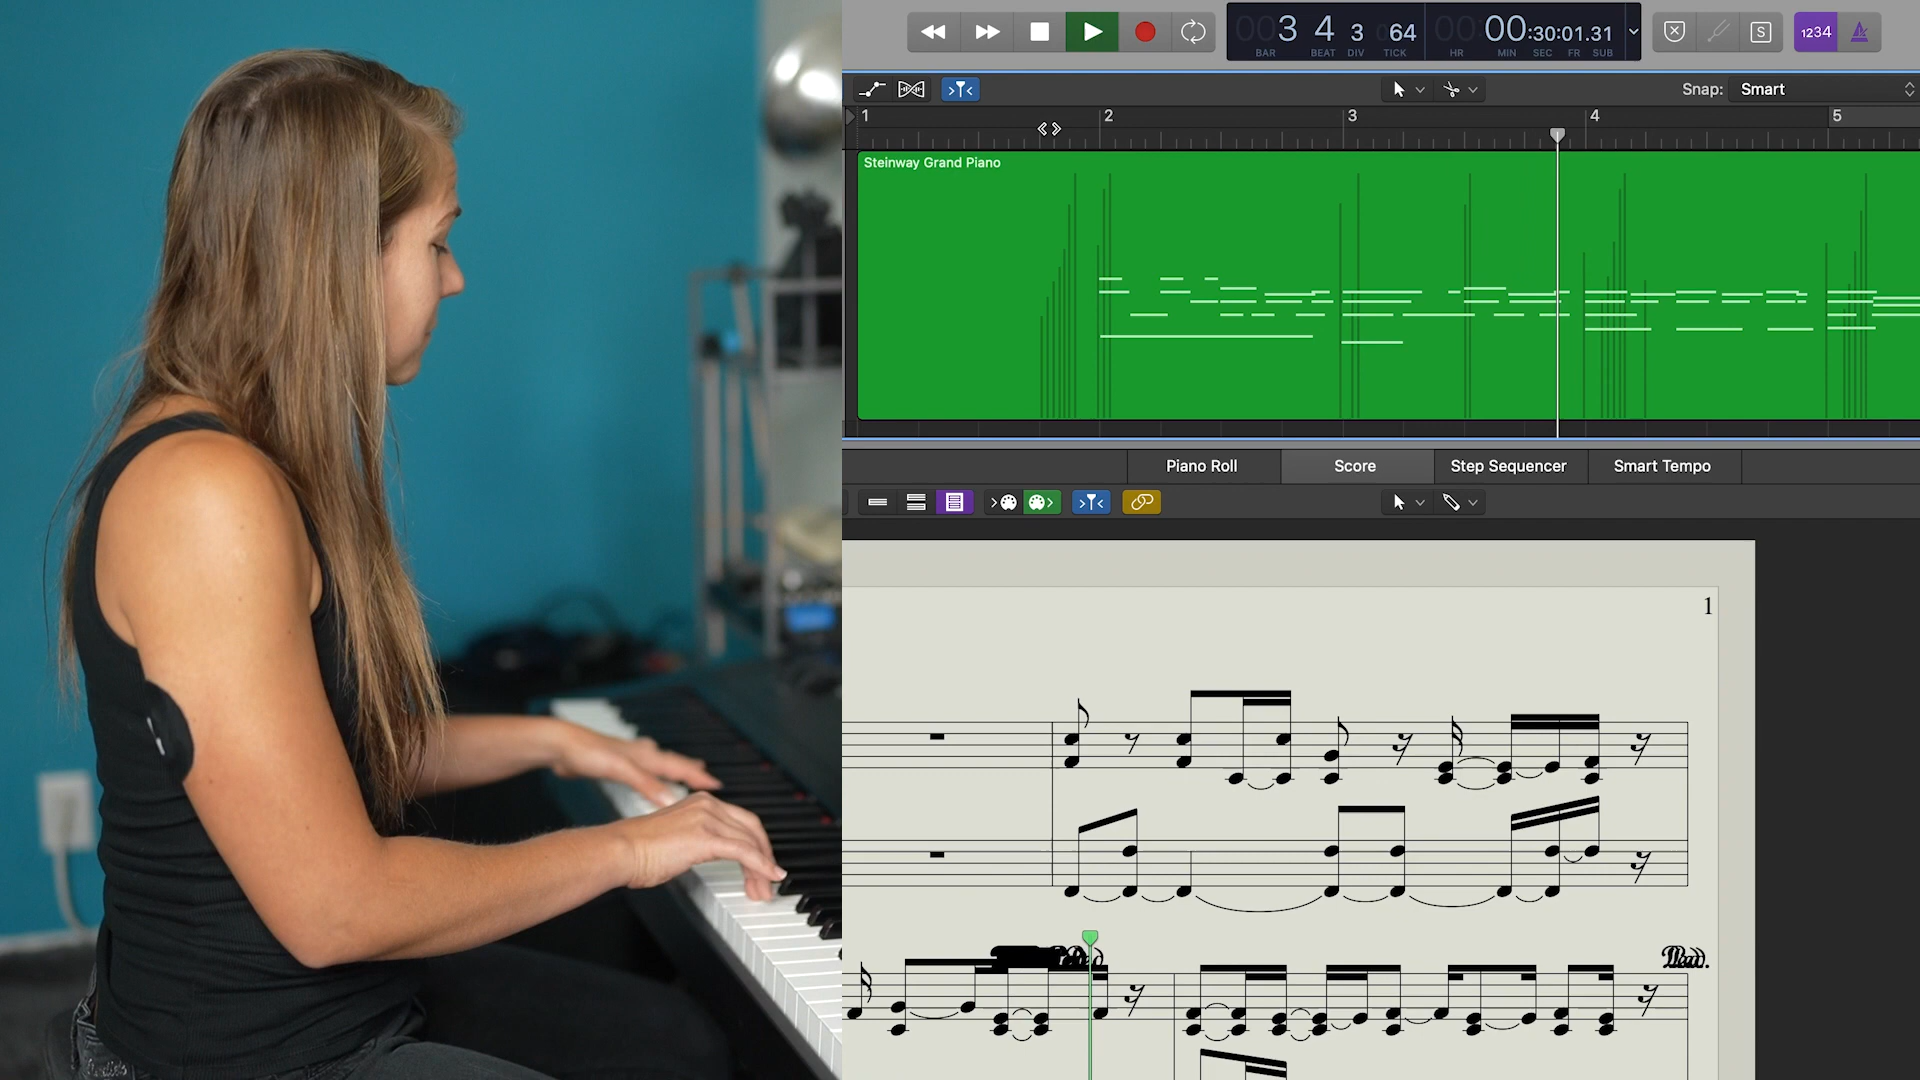 3 4 3 64 00:30:01.31
BAR BEAT DIV TICK HR MIN SEC FR SUB
S
1234
Snap: Smart
1 2 3 4 5
Steinway Grand Piano
Piano Roll Score Step Sequencer Smart Tempo
1